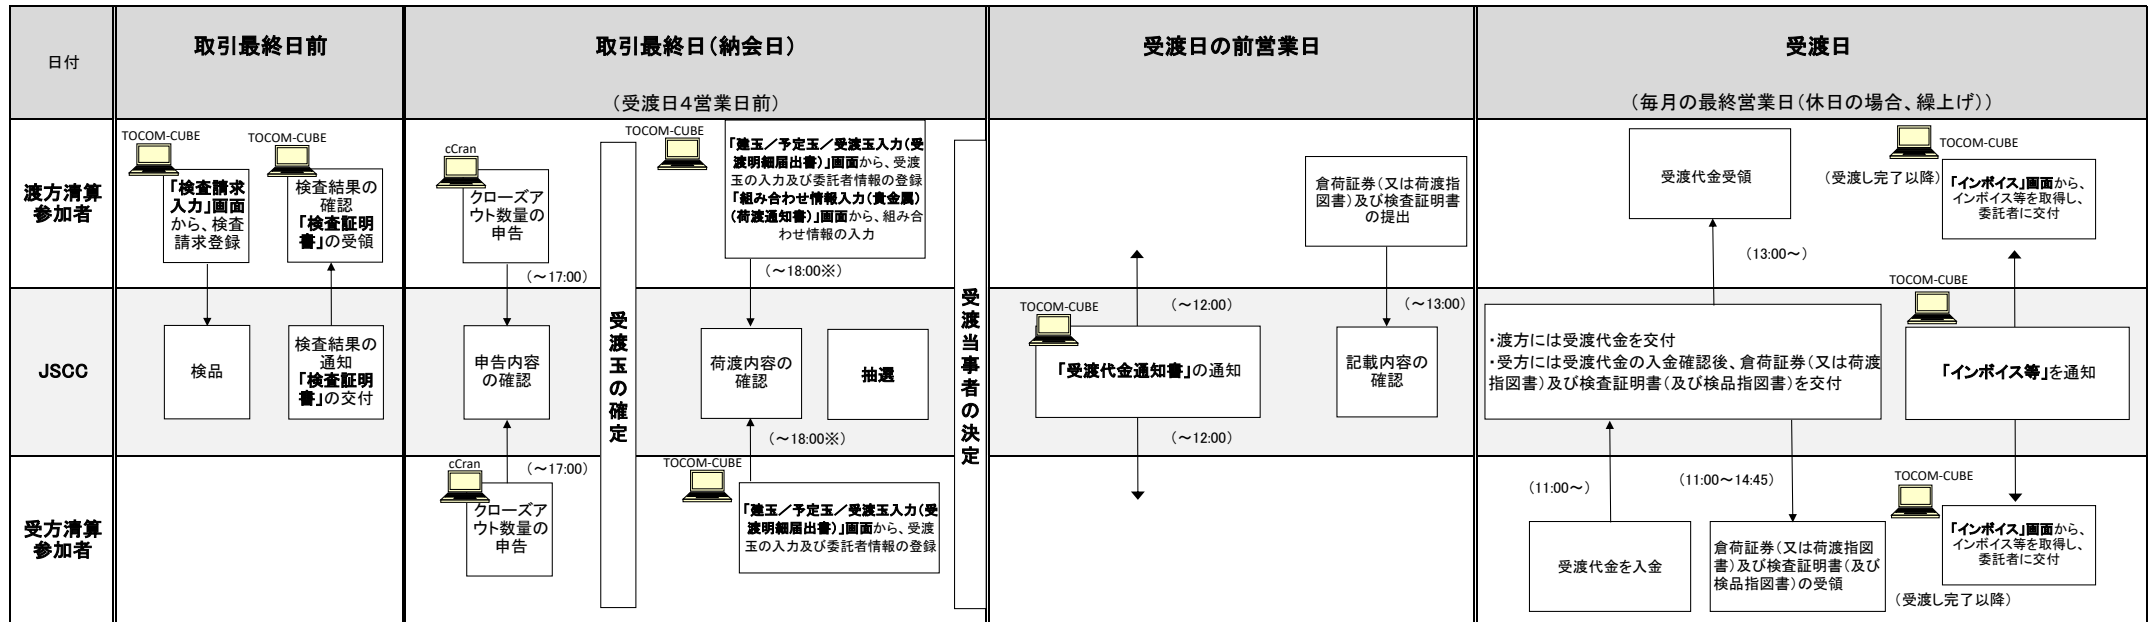 日付
取引最終日前
取引最終日(納会日)
(受渡日4営業日前)
受渡日の前営業日
受渡日
(毎月の最終営業日(休日の場合、繰上げ))
渡方清算
参加者
TOCOM-CUBE
「検査請求
入力」画面
から、検査
請求登録
TOCOM-CUBE
検査結果の
確認
「検査証明
書」の受領
cCran
クローズア
ウト数量の
申告
(~17:00)
TOCOM-CUBE
「建玉/予定玉/受渡玉入力(受
渡明細届出書)」画面から、受渡
玉の入力及び委託者情報の登録
「組み合わせ情報入力(貴金属)
(荷渡通知書)」画面から、組み合
わせ情報の入力
(~18:00※)
倉荷証券(又は荷渡指
図書)及び検査証明書
の提出
受渡代金受領
(13:00~)
TOCOM-CUBE
(受渡し完了以降)
「インボイス」画面から、
インボイス等を取得し、
委託者に交付
JSCC
検品
検査結果の
通知
「検査証明
書」の交付
申告内容
の確認
受渡玉の確定
荷渡内容の
確認
抽選
受渡当事者の決定
(~12:00)
TOCOM-CUBE
「受渡代金通知書」の通知
(~12:00)
(~13:00)
記載内容の
確認
・渡方には受渡代金を交付
・受方には受渡代金の入金確認後、倉荷証券(又は荷渡
指図書)及び検査証明書(及び検品指図書)を交付
TOCOM-CUBE
「インボイス等」を通知
受方清算
参加者
cCran
(~17:00)
クローズア
ウト数量の
申告
(~18:00※)
TOCOM-CUBE
「建玉/予定玉/受渡玉入力(受
渡明細届出書)」画面から、受渡
玉の入力及び委託者情報の登録
(11:00~)
受渡代金を入金
(11:00~14:45)
倉荷証券(又は荷渡指図
書)及び検査証明書(及び
検品指図書)の受領
TOCOM-CUBE
「インボイス」画面から、
インボイス等を取得し、
委託者に交付
(受渡し完了以降)